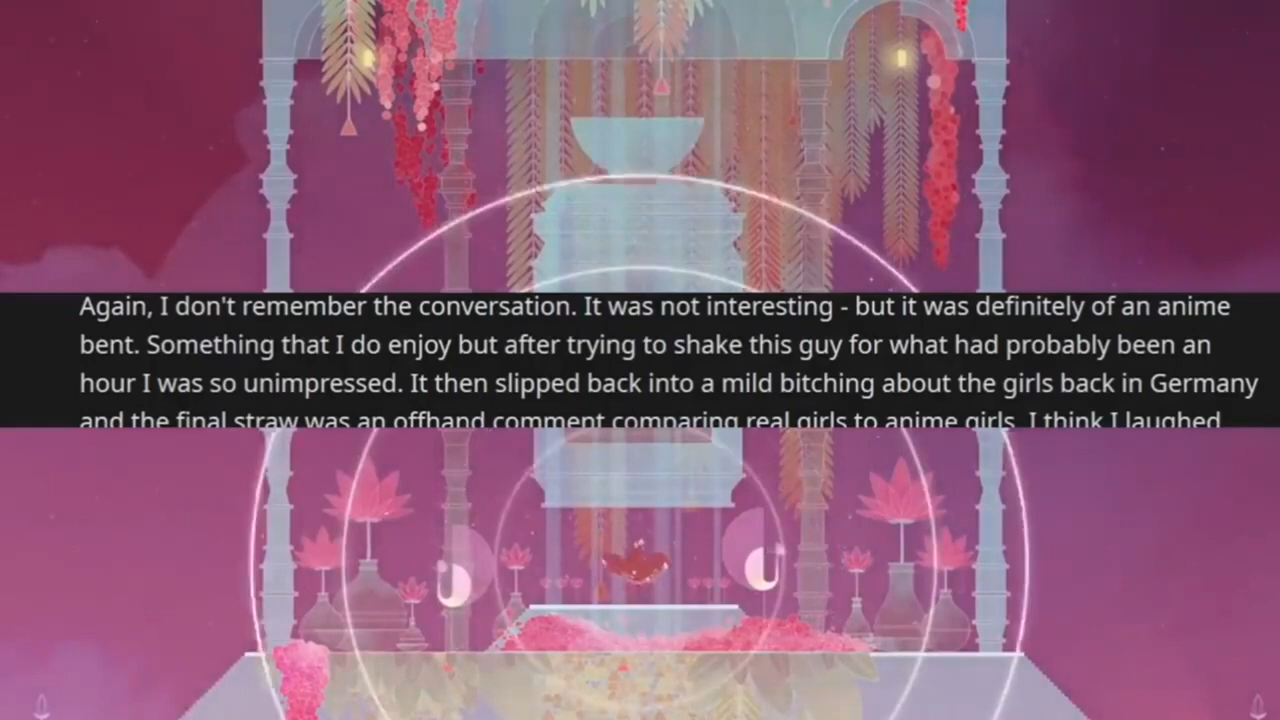 Again, I don't remember the conversation. It was not interesting - but it was definitely of an anime
bent. Something that I do enjoy but after trying to shake this guy for what had probably been an
hour I was so unimpressed. It then slipped back into a mild bitching about the girls back in Germany
and the final straw was an offhand comment comparing real girls to anime girls. I think I laughed